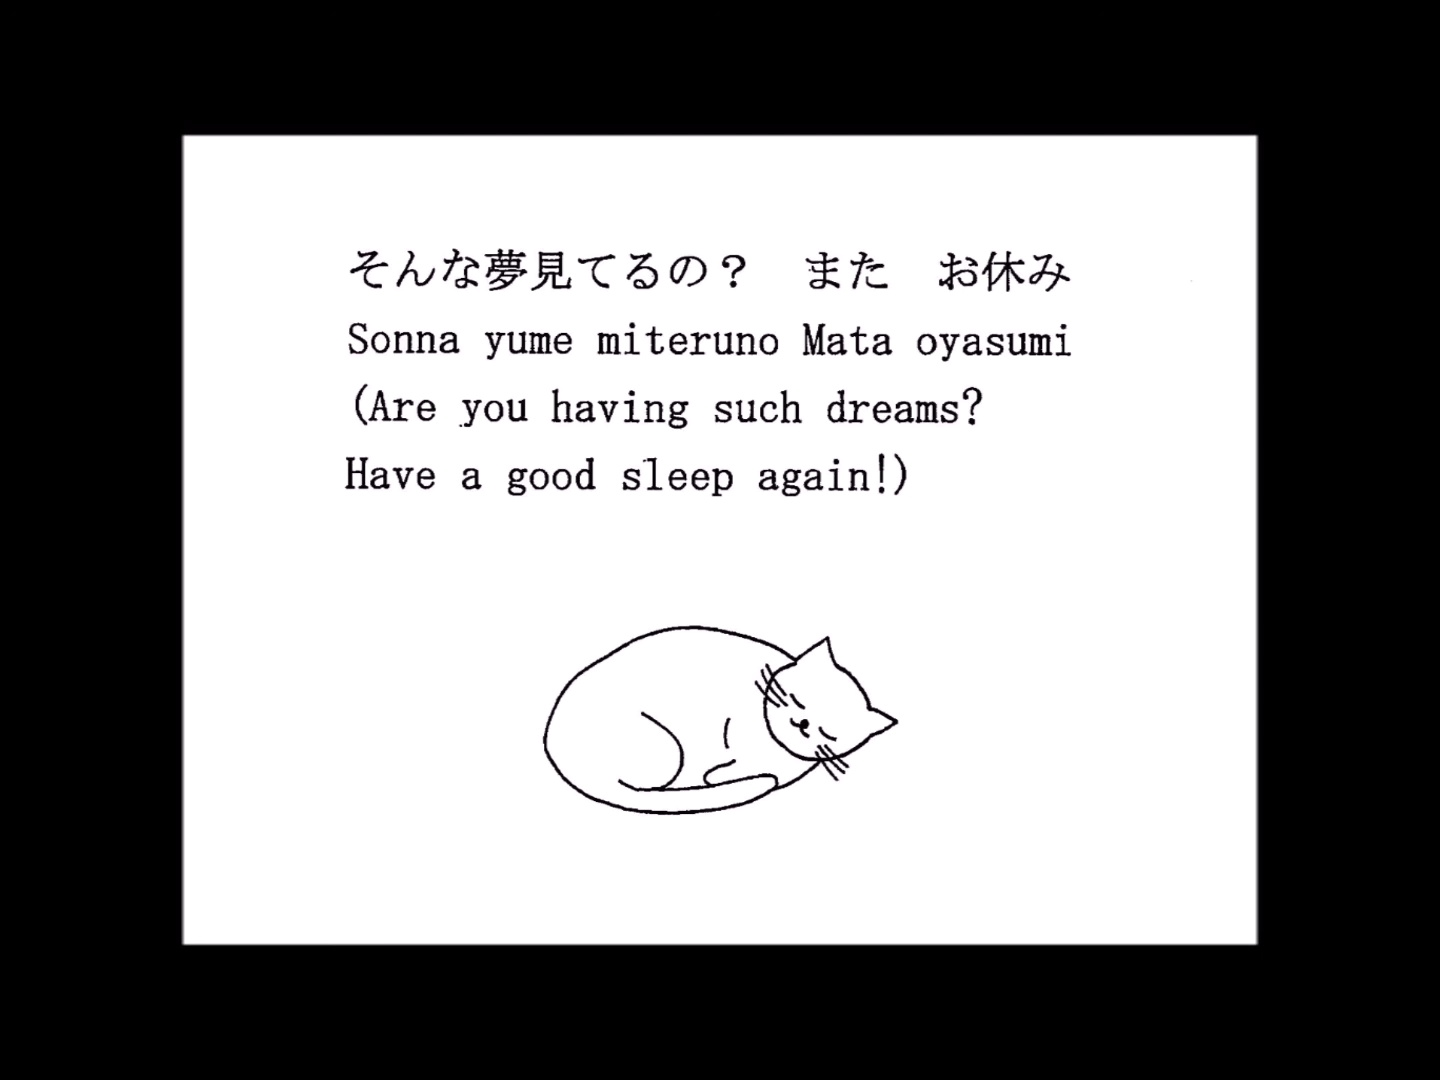 そんな夢見てるの？　また　お休み
Sonna yume miteruno Mata oyasumi
(Are you having such dreams?
Have a good sleep again!)